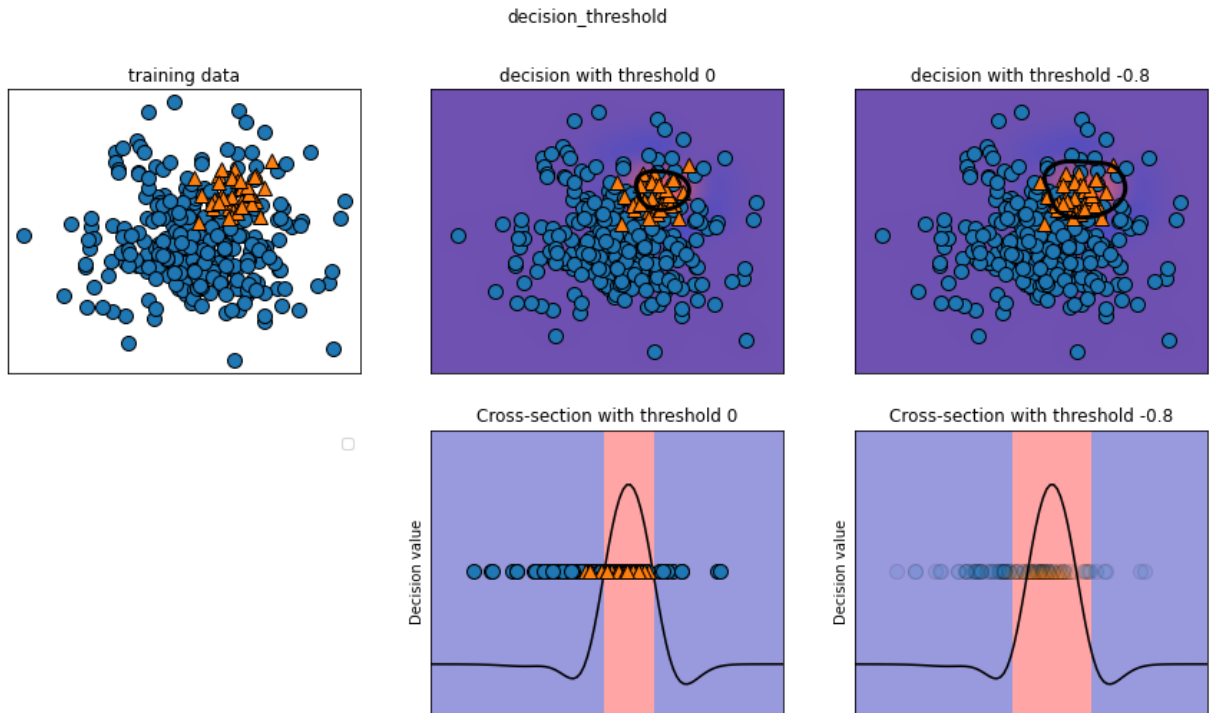 decision_threshold
training data
decision with threshold 0
decision with threshold -0.8
Cross-section with threshold 0
Cross-section with threshold -0.8
Decision value
Decision value